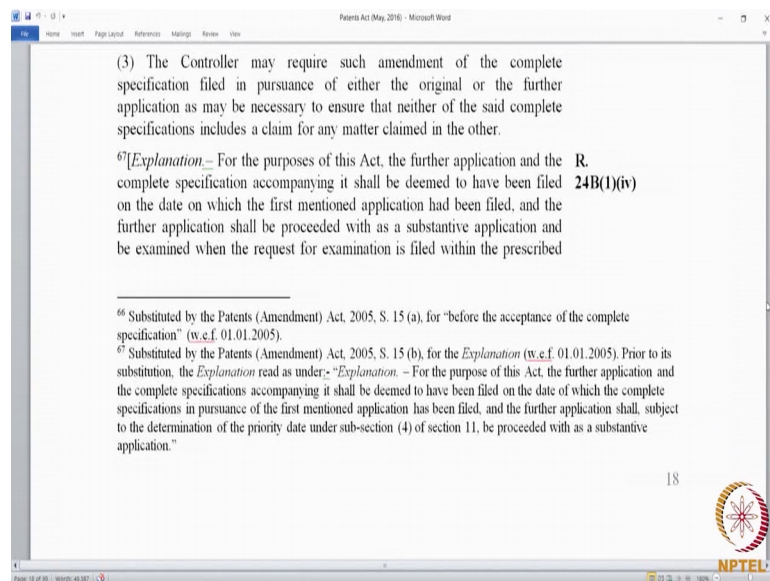 Patents Act (May, 2016) - Microsoft Word
File Home Insert Page Layout References Mailings Review View
(3) The Controller may require such amendment of the complete
specification filed in pursuance of either the original or the further
application as may be necessary to ensure that neither of the said complete
specifications includes a claim for any matter claimed in the other.
67[Explanation.– For the purposes of this Act, the further application and the R.
complete specification accompanying it shall be deemed to have been filed 24B(1)(iv)
on the date on which the first mentioned application had been filed, and the
further application shall be proceeded with as a substantive application and
be examined when the request for examination is filed within the prescribed
66 Substituted by the Patents (Amendment) Act, 2005, S. 15 (a), for “before the acceptance of the complete
specification” (w.e.f. 01.01.2005).
67 Substituted by the Patents (Amendment) Act, 2005, S. 15 (b), for the Explanation (w.e.f. 01.01.2005). Prior to its
substitution, the Explanation read as under:- “Explanation. – For the purpose of this Act, the further application and
the complete specifications accompanying it shall be deemed to have been filed on the date of which the complete
specifications in pursuance of the first mentioned application has been filed, and the further application shall, subject
to the determination of the priority date under sub-section (4) of section 11, be proceeded with as a substantive
application.”
18
NPTEL